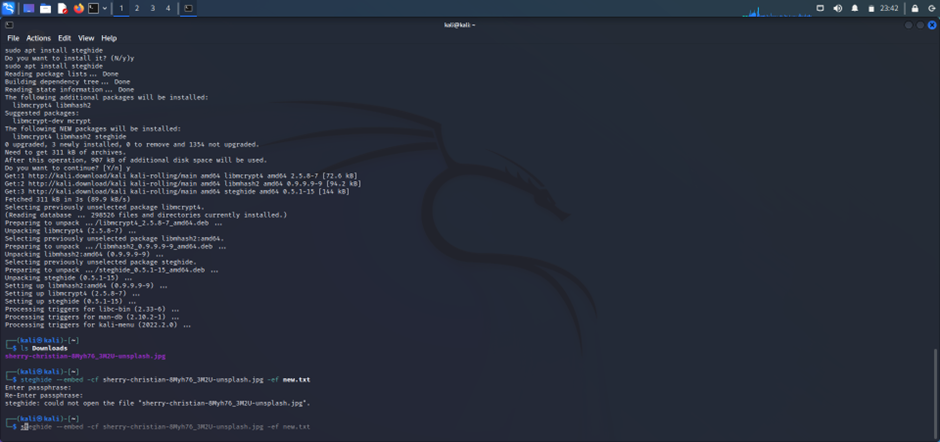 1 2 3 4
23:42
kali@kali: ~
File Actions Edit View Help
sudo apt install steghide
Do you want to install it? (N/y)y
sudo apt install steghide
Reading package lists... Done
Building dependency tree... Done
Reading state information... Done
The following additional packages will be installed:
libmcrypt4 libmhash2
Suggested packages:
libmcrypt-dev mcrypt
The following NEW packages will be installed:
libmcrypt4 libmhash2 steghide
0 upgraded, 3 newly installed, 0 to remove and 1354 not upgraded.
Need to get 311 kB of archives.
After this operation, 907 kB of additional disk space will be used.
Do you want to continue? [Y/n] y
Get:1 http://kali.download/kali kali-rolling/main amd64 libmcrypt4 amd64 2.5.8-7 [72.6 kB]
Get:2 http://kali.download/kali kali-rolling/main amd64 libmhash2 amd64 0.9.9.9-9 [94.2 kB]
Get:3 http://kali.download/kali kali-rolling/main amd64 steghide amd64 0.5.1-15 [144 kB]
Fetched 311 kB in 3s (89.9 kB/s)
Selecting previously unselected package libmcrypt4.
(Reading database ... 298526 files and directories currently installed.)
Preparing to unpack .../libmcrypt4_2.5.8-7_amd64.deb ...
Unpacking libmcrypt4 (2.5.8-7) ...
Selecting previously unselected package libmhash2:amd64.
Preparing to unpack .../libmhash2_0.9.9.9-9_amd64.deb ...
Unpacking libmhash2:amd64 (0.9.9.9-9) ...
Selecting previously unselected package steghide.
Preparing to unpack .../steghide_0.5.1-15_amd64.deb ...
Unpacking steghide (0.5.1-15) ...
Setting up libmhash2:amd64 (0.9.9.9-9) ...
Setting up libmcrypt4 (2.5.8-7) ...
Setting up steghide (0.5.1-15) ...
Processing triggers for libc-bin (2.33-6) ...
Processing triggers for man-db (2.10.2-1) ...
Processing triggers for kali-menu (2022.2.0) ...
┌──(kali㉿kali)-[~]
└─$ ls Downloads
sherry-christian-8Myh76_3M2U-unsplash.jpg
┌──(kali㉿kali)-[~]
└─$ steghide --embed -cf sherry-christian-8Myh76_3M2U-unsplash.jpg -ef new.txt
Enter passphrase:
Re-Enter passphrase:
steghide: could not open the file "sherry-christian-8Myh76_3M2U-unsplash.jpg".
┌──(kali㉿kali)-[~]
└─$ steghide --embed -cf sherry-christian-8Myh76_3M2U-unsplash.jpg -ef new.txt